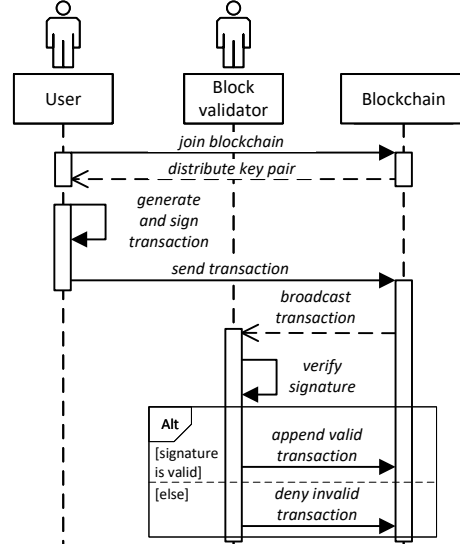 User
Block
validator
Blockchain
join blockchain
distribute key pair
generate
and sign
transaction
send transaction
broadcast
transaction
verify
signature
Alt
[signature
is valid]
append valid
transaction
[else]
deny invalid
transaction